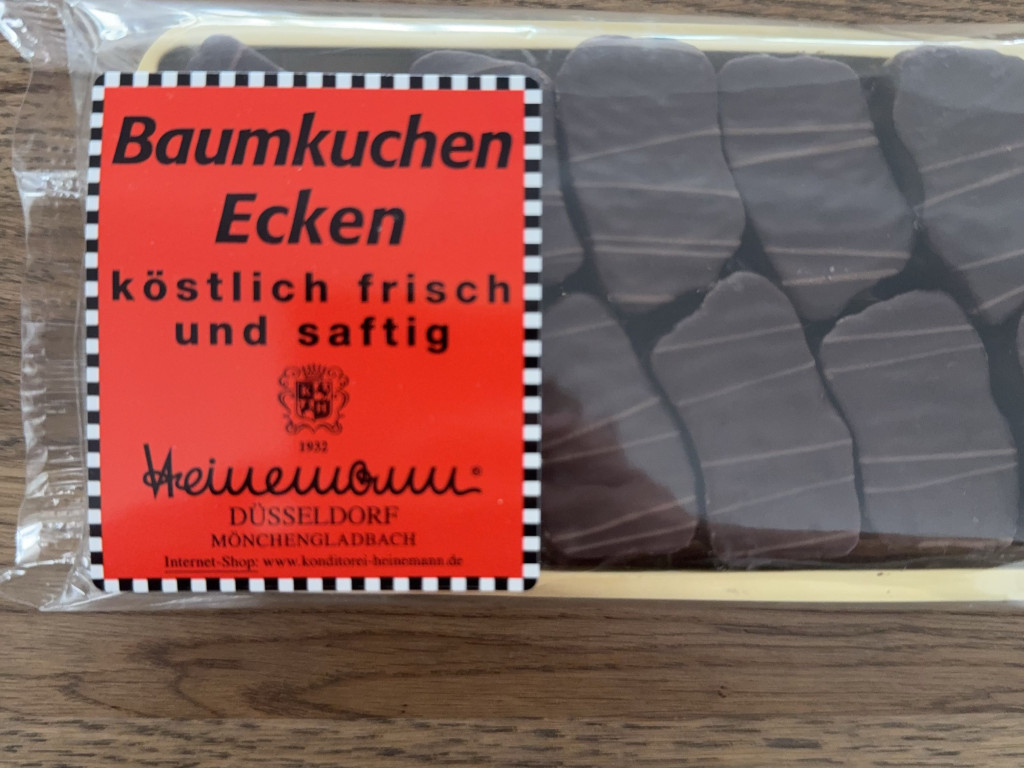 Baumkuchen
Ecken
köstlich frisch
und saftig
1932
Heinemann
DÜSSELDORF
MÖNCHENGLADBACH
Internet-Shop: www.konditorei-heinemann.de